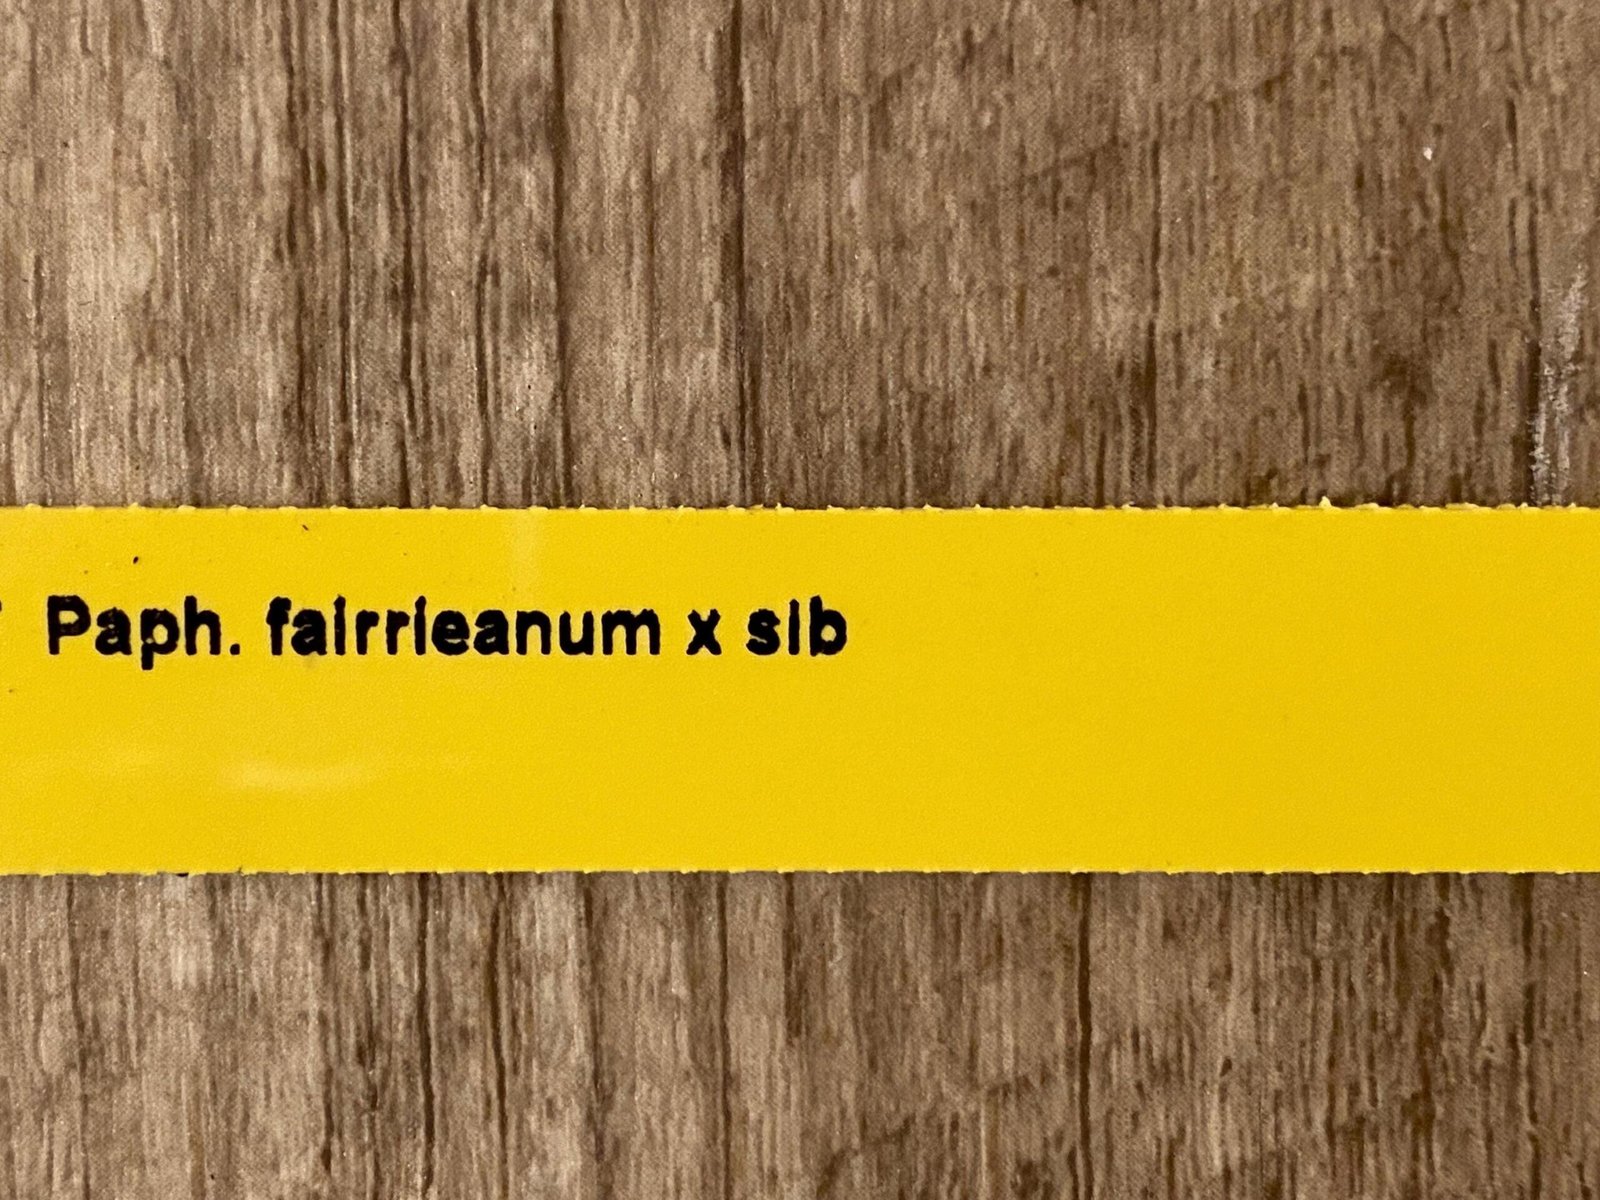 Paph. fairrieanum x sib